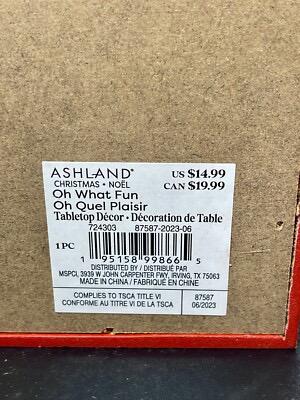 ASHLAND®
CHRISTMAS • NOËL
US $14.99
CAN $19.99
Oh What Fun
Oh Quel Plaisir
Tabletop Décor • Décoration de Table
724303 87587-2023-06
1 PC
1 95158 99866 5
DISTRIBUTED BY / DISTRIBUÉ PAR
MSPCI, 3939 W JOHN CARPENTER FWY, IRVING, TX 75063
MADE IN CHINA / FABRIQUÉ EN CHINE
COMPLIES TO TSCA TITLE VI
CONFORME AU TITRE VI DE LA TSCA
87587
06/2023